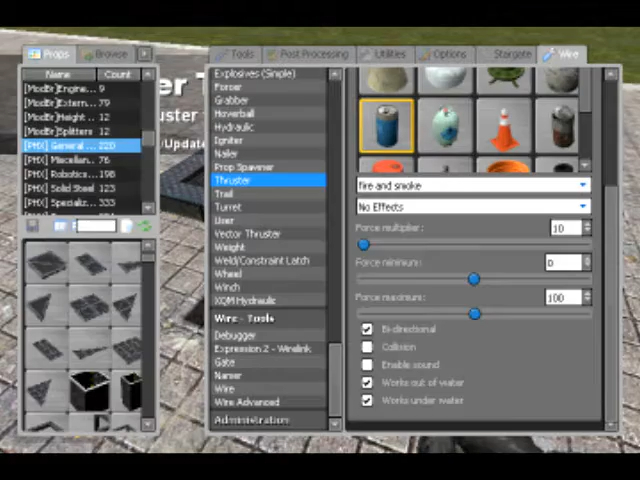 Props
Browse
Tools
Post Processing
Utilities
Options
Stargate
Wire
Name
Count
[ModBr]Engine... 9
[ModBr]Extern... 79
[ModBr]Height ... 12
[ModBr]Splitters 12
[PHX] General ... 220
[PHX] Miscellan... 76
[PHX] Robotics... 198
[PHX] Solid Steel 123
[PHX] Specializ... 333
Explosives (Simple)
Forcer
Grabber
Hoverball
Hydraulic
Igniter
Nailer
Prop Spawner
Thruster
Trail
Turret
User
Vector Thruster
Weight
Weld/Constraint Latch
Wheel
Winch
XQM Hydraulic
Wire - Tools
Debugger
Expression 2 - Wirelink
Gate
Namer
Wire
Wire Advanced
Administration
Fire and smoke
No Effects
Force multiplier: 10
Force minimum: 0
Force maximum: 100
Bi-directional
Collision
Enable sound
Works out of water
Works under water